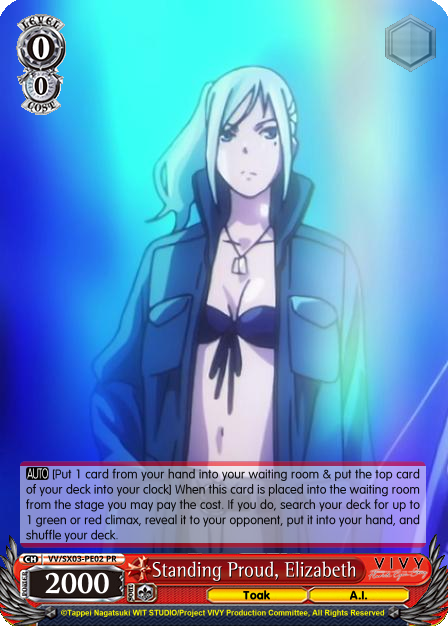 LEVEL
0
0
COST
AUTO [Put 1 card from your hand into your waiting room & put the top card
of your deck into your clock] When this card is placed into the waiting room
from the stage you may pay the cost. If you do, search your deck for up to
1 green or red climax, reveal it to your opponent, put it into your hand, and
shuffle your deck.
CH VV/SX03-PE02 PR
POWER 2000
SOUL
Standing Proud, Elizabeth
VIVY
Toak
A.I.
©Tappei Nagatsuki WIT STUDIO/Project VIVY Production Committee, All Rights Reserved